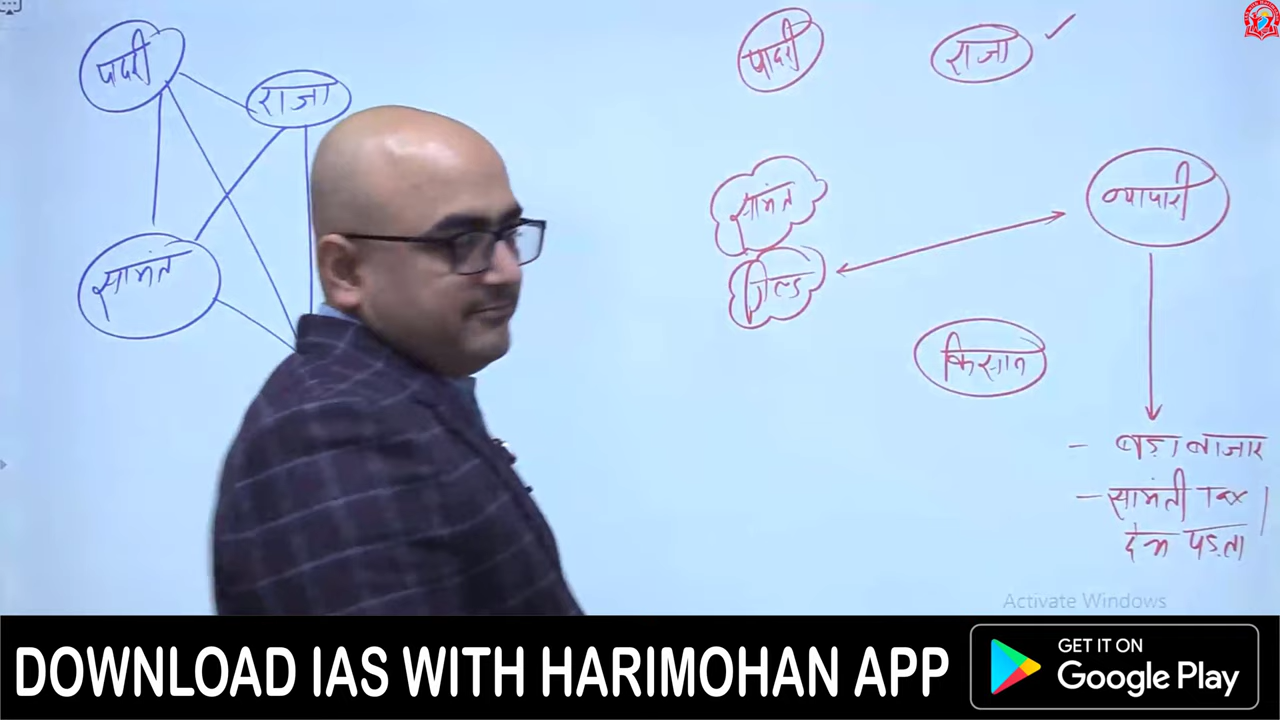 पादरी
राजा
सामंत
पादरी
राजा
सामंत
गिल्ड
व्यापारी
किसान
- बड़ा बाजार
- सामंती Tax
देना पड़ता
Activate Windows
DOWNLOAD IAS WITH HARIMOHAN APP
GET IT ON
Google Play